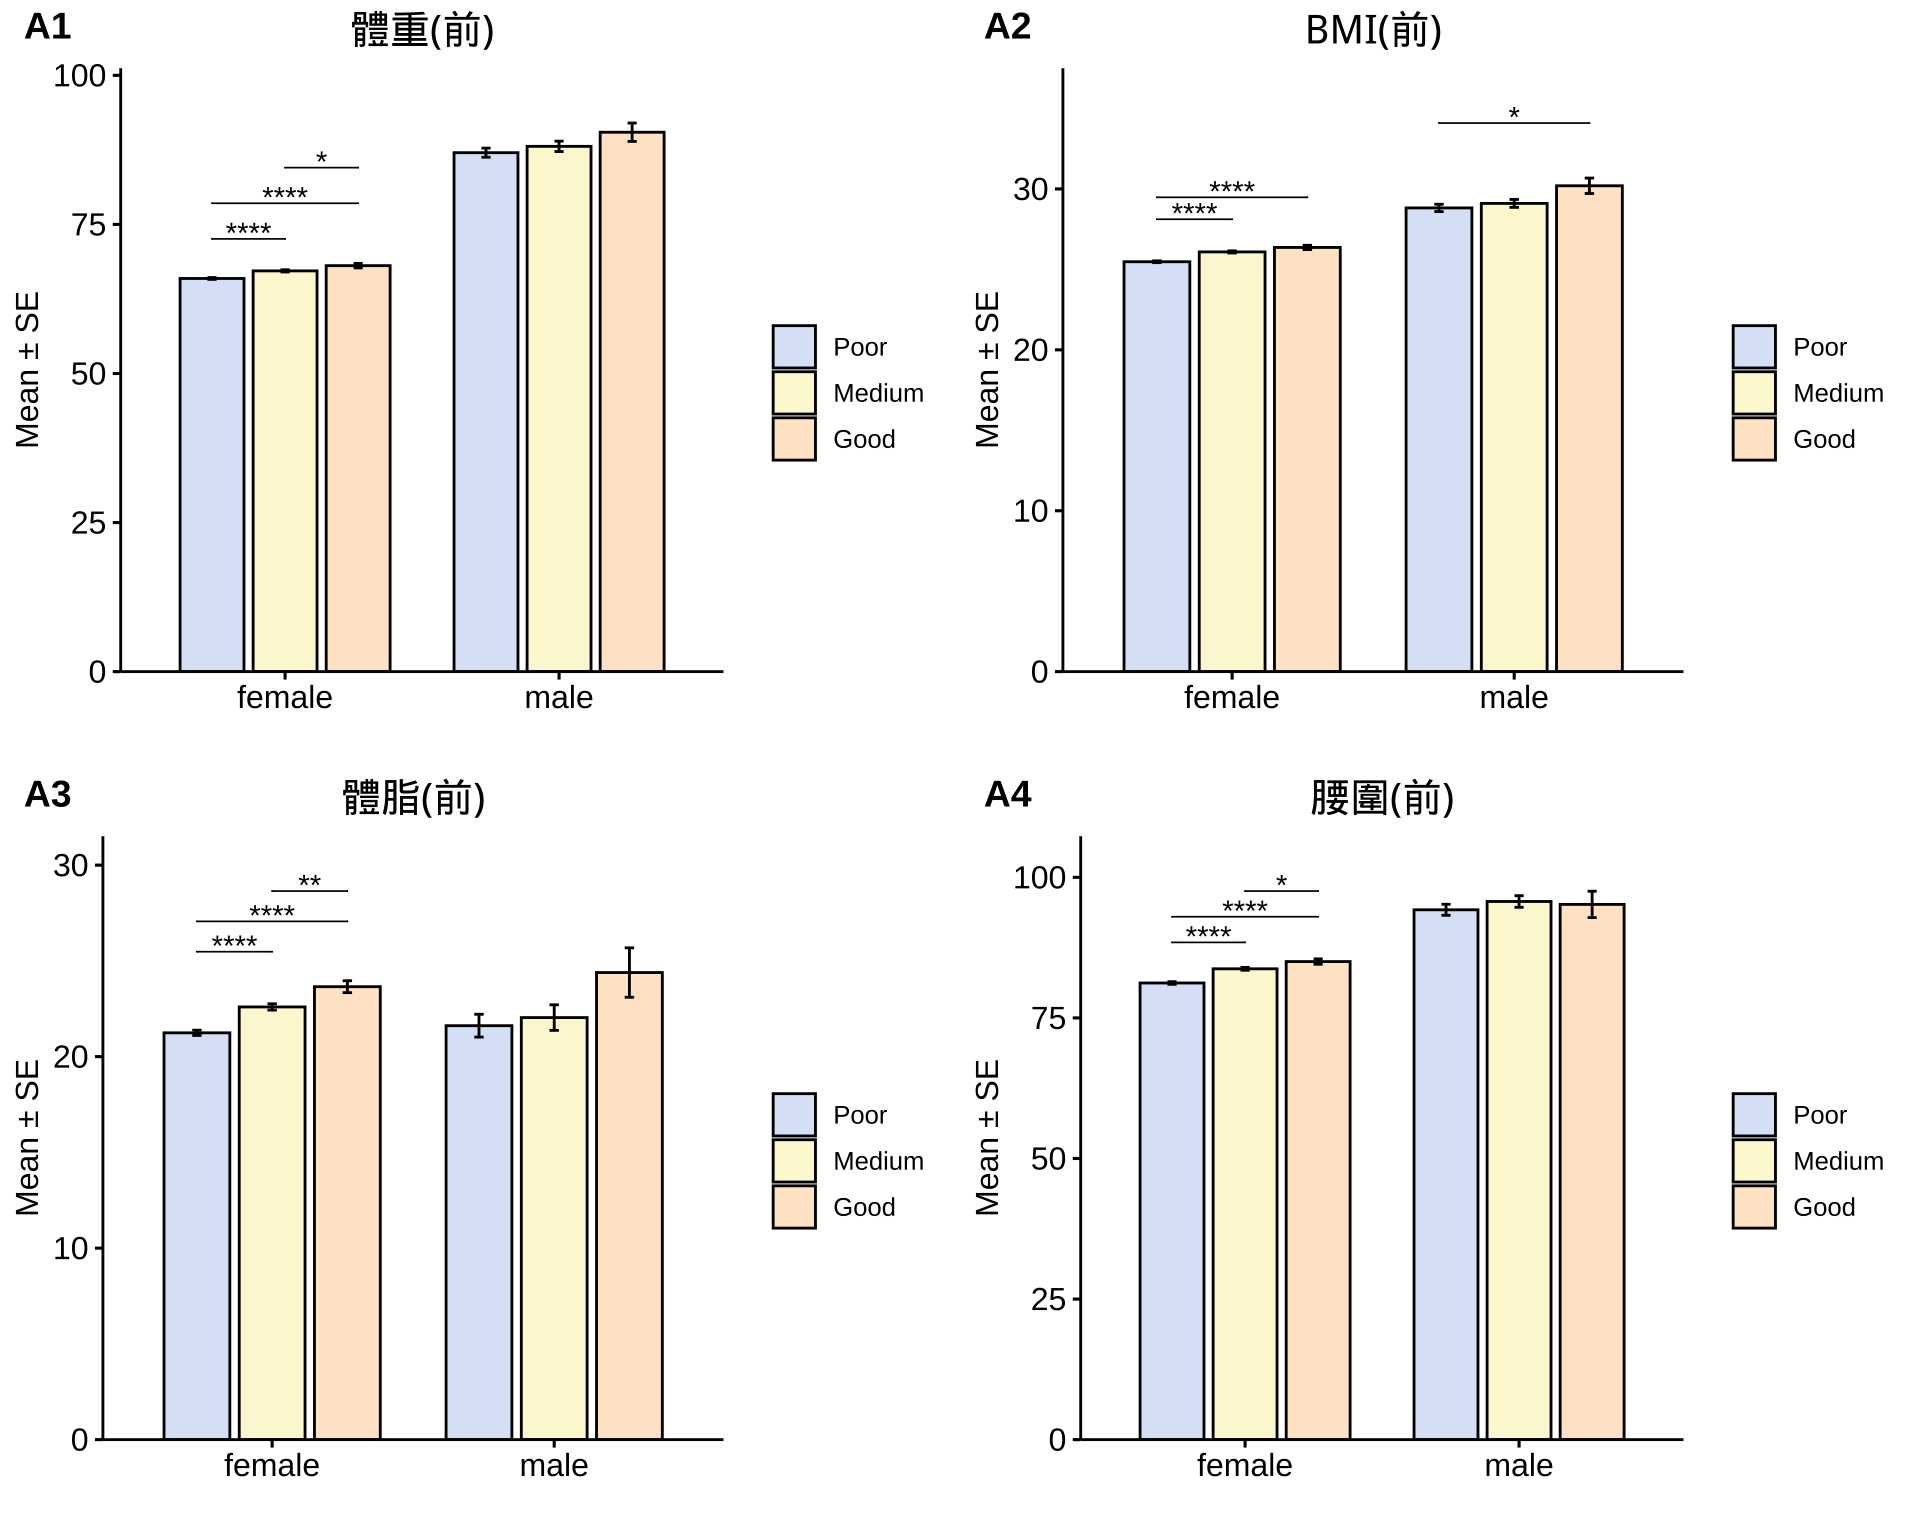 A1
體重(前)
100
75
50
25
0
Mean ± SE
*
****
****
female
male
Poor
Medium
Good
A2
BMI(前)
30
20
10
0
Mean ± SE
*
****
****
female
male
Poor
Medium
Good
A3
體脂(前)
30
20
10
0
Mean ± SE
**
****
****
female
male
Poor
Medium
Good
A4
腰圍(前)
100
75
50
25
0
Mean ± SE
*
****
****
female
male
Poor
Medium
Good